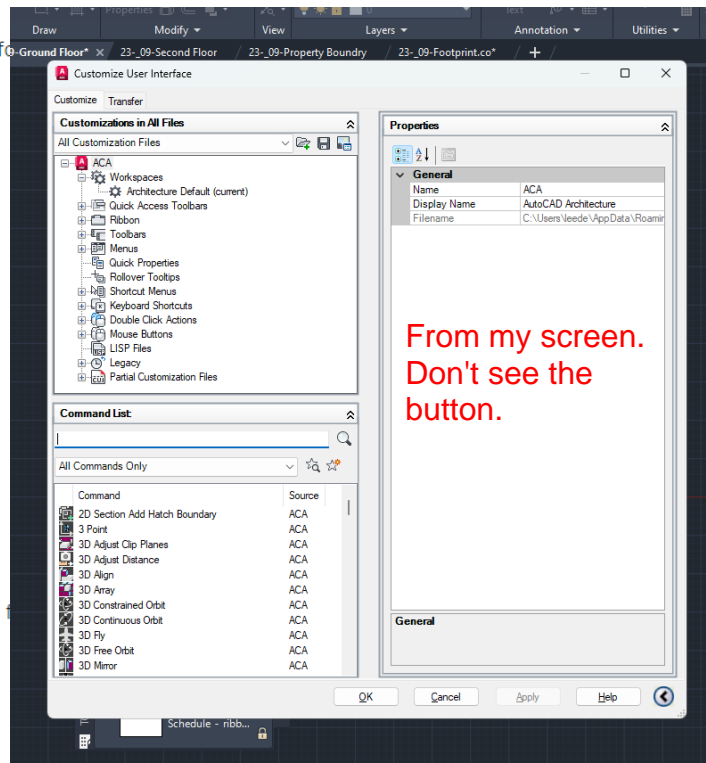 Properties
0
Text
Draw
Modify
View
Layers
Annotation
Utilities
9-Ground Floor*
23-_09-Second Floor
23-_09-Property Boundry
23-_09-Footprint.co*
Customize User Interface
Customize
Transfer
Customizations in All Files
All Customization Files
ACA
Workspaces
Architecture Default (current)
Quick Access Toolbars
Ribbon
Toolbars
Menus
Quick Properties
Rollover Tooltips
Shortcut Menus
Keyboard Shortcuts
Double Click Actions
Mouse Buttons
LISP Files
Legacy
Partial Customization Files
Command List:
All Commands Only
Command Source
2D Section Add Hatch Boundary ACA
3 Point ACA
3D Adjust Clip Planes ACA
3D Adjust Distance ACA
3D Align ACA
3D Array ACA
3D Constrained Orbit ACA
3D Continuous Orbit ACA
3D Fly ACA
3D Free Orbit ACA
3D Mirror ACA
Properties
General
Name ACA
Display Name AutoCAD Architecture
Filename C:\Users\leede\AppData\Roamin
From my screen.
Don't see the
button.
General
OK
Cancel
Apply
Help
Schedule - ribb...